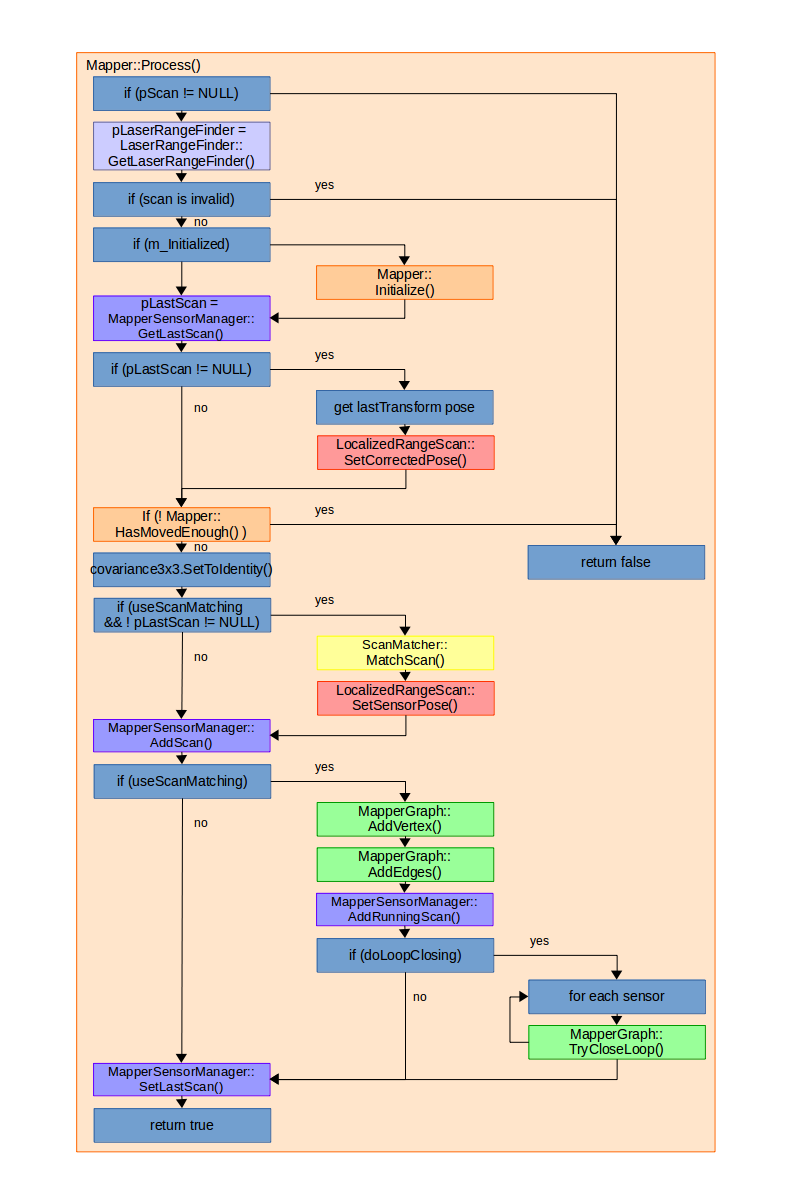 Mapper::Process()
if (pScan != NULL)
pLaserRangeFinder =
LaserRangeFinder::
GetLaserRangeFinder()
yes
if (scan is invalid)
no
if (m_Initialized)
Mapper::
Initialize()
pLastScan =
MapperSensorManager::
GetLastScan()
yes
if (pLastScan != NULL)
no
get lastTransform pose
LocalizedRangeScan::
SetCorrectedPose()
yes
If (! Mapper::
HasMovedEnough() )
no
return false
covariance3x3.SetToIdentity()
yes
if (useScanMatching
&& ! pLastScan != NULL)
no
ScanMatcher::
MatchScan()
LocalizedRangeScan::
SetSensorPose()
MapperSensorManager::
AddScan()
yes
if (useScanMatching)
no
MapperGraph::
AddVertex()
MapperGraph::
AddEdges()
MapperSensorManager::
AddRunningScan()
yes
if (doLoopClosing)
no
for each sensor
MapperGraph::
TryCloseLoop()
MapperSensorManager::
SetLastScan()
return true